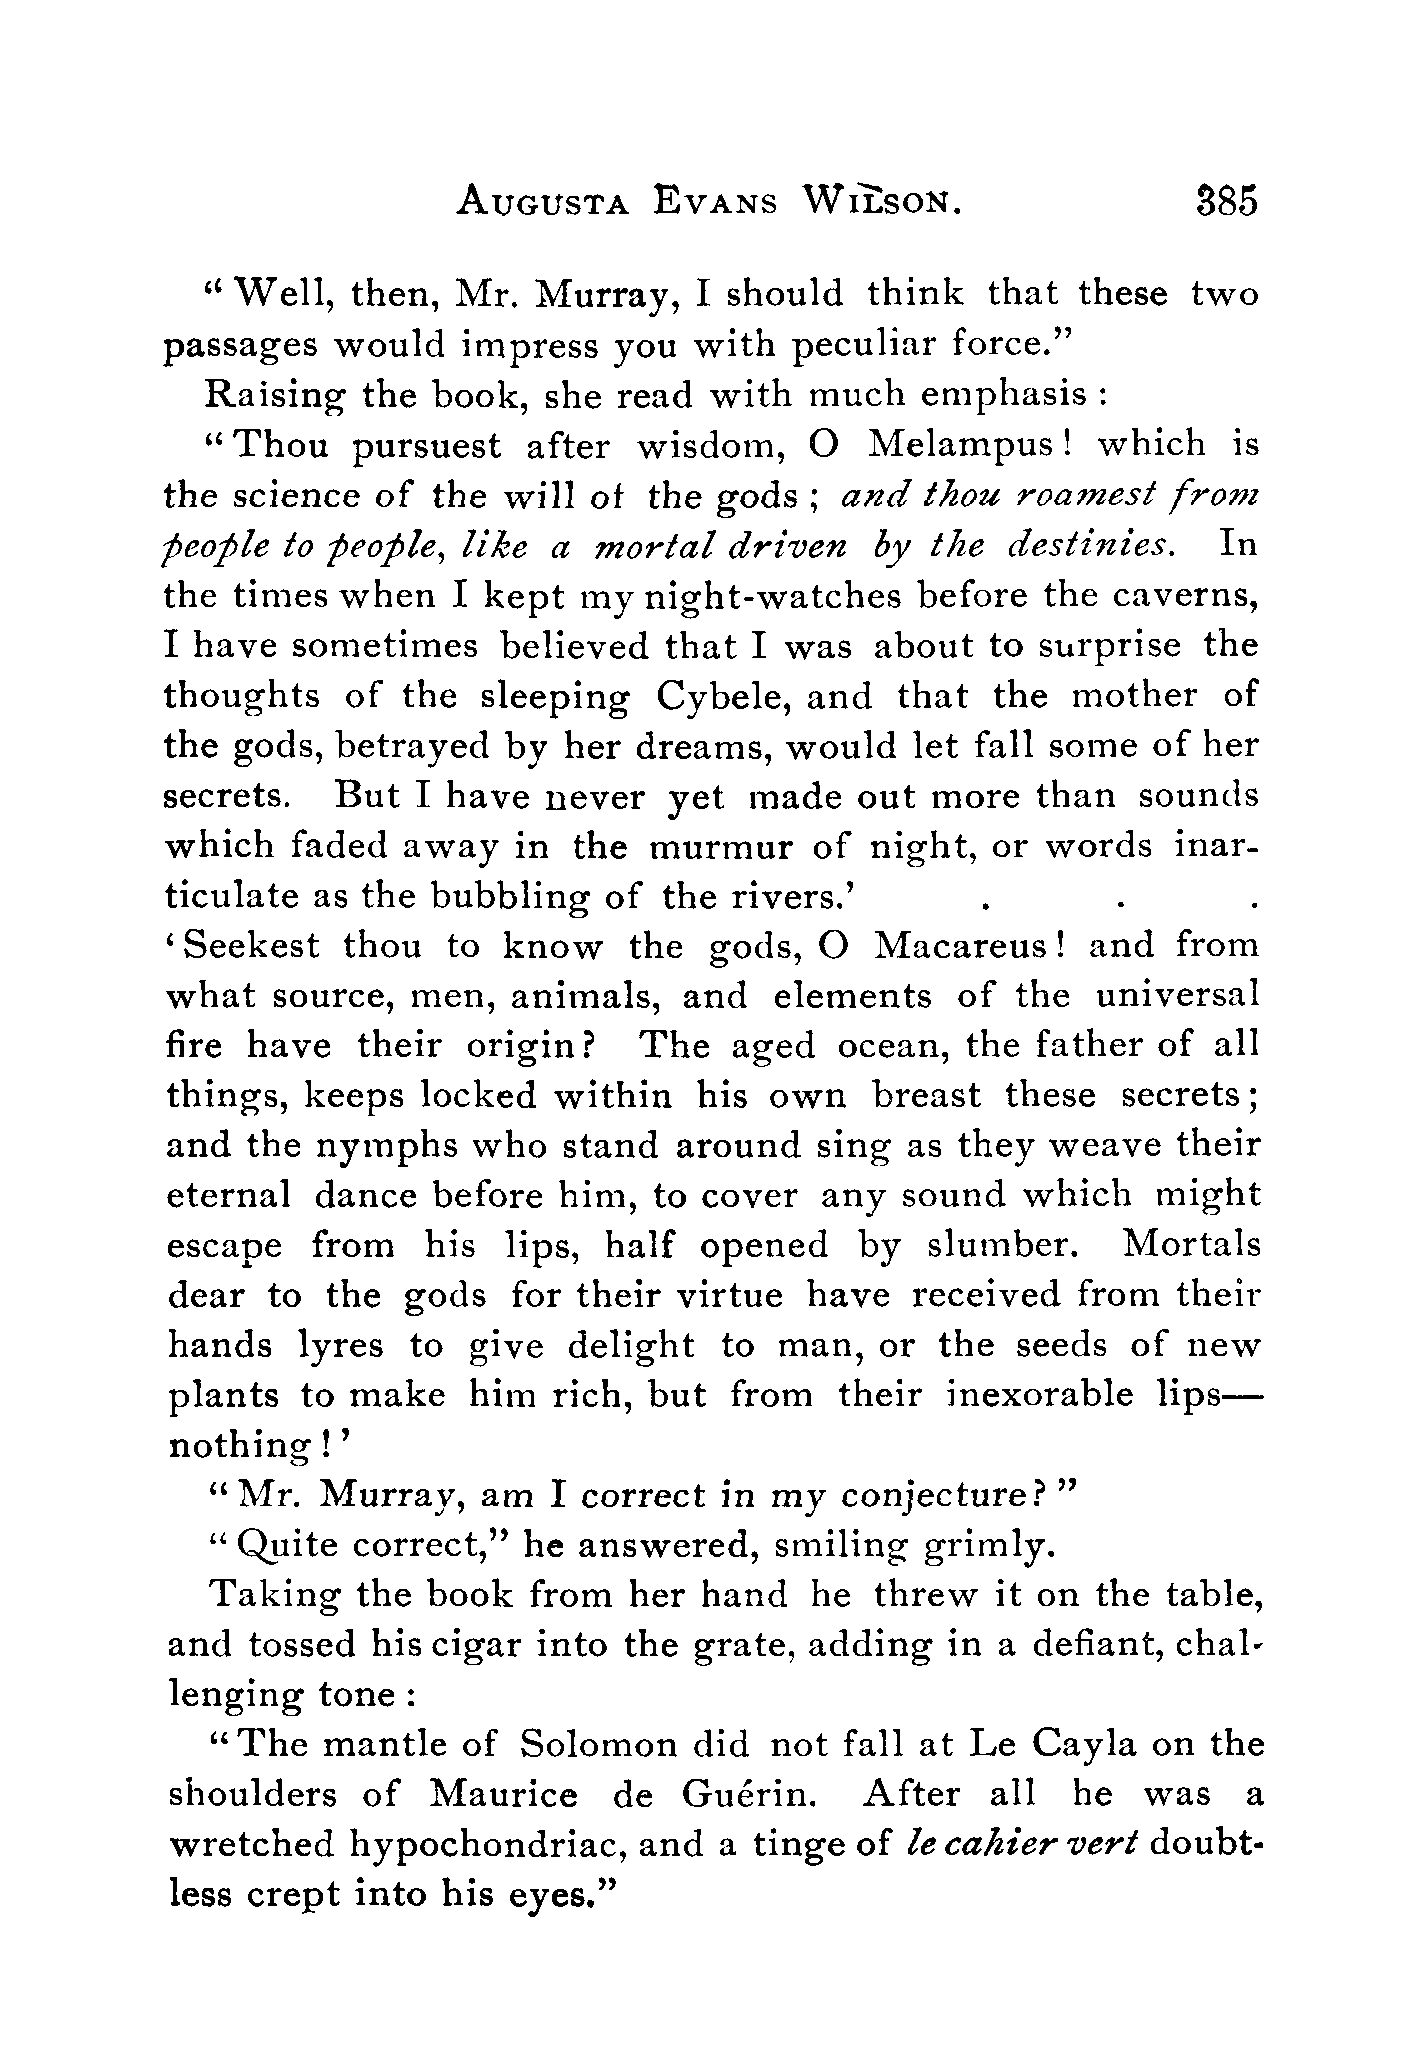 AUGUSTA EVANS WILSON. 385
“ Well, then, Mr. Murray, I should think that these two
passages would impress you with peculiar force.”
Raising the book, she read with much emphasis :
“ Thou pursuest after wisdom, O Melampus ! which is
the science of the will of the gods ; and thou roamest from
people to people, like a mortal driven by the destinies. In
the times when I kept my night-watches before the caverns,
I have sometimes believed that I was about to surprise the
thoughts of the sleeping Cybele, and that the mother of
the gods, betrayed by her dreams, would let fall some of her
secrets. But I have never yet made out more than sounds
which faded away in the murmur of night, or words inar-
ticulate as the bubbling of the rivers.’ . . .
‘ Seekest thou to know the gods, O Macareus ! and from
what source, men, animals, and elements of the universal
fire have their origin? The aged ocean, the father of all
things, keeps locked within his own breast these secrets ;
and the nymphs who stand around sing as they weave their
eternal dance before him, to cover any sound which might
escape from his lips, half opened by slumber. Mortals
dear to the gods for their virtue have received from their
hands lyres to give delight to man, or the seeds of new
plants to make him rich, but from their inexorable lips—
nothing ! ’
“ Mr. Murray, am I correct in my conjecture? ”
“ Quite correct,” he answered, smiling grimly.
Taking the book from her hand he threw it on the table,
and tossed his cigar into the grate, adding in a defiant, chal-
lenging tone :
“ The mantle of Solomon did not fall at Le Cayla on the
shoulders of Maurice de Guérin. After all he was a
wretched hypochondriac, and a tinge of le cahier vert doubt-
less crept into his eyes.”